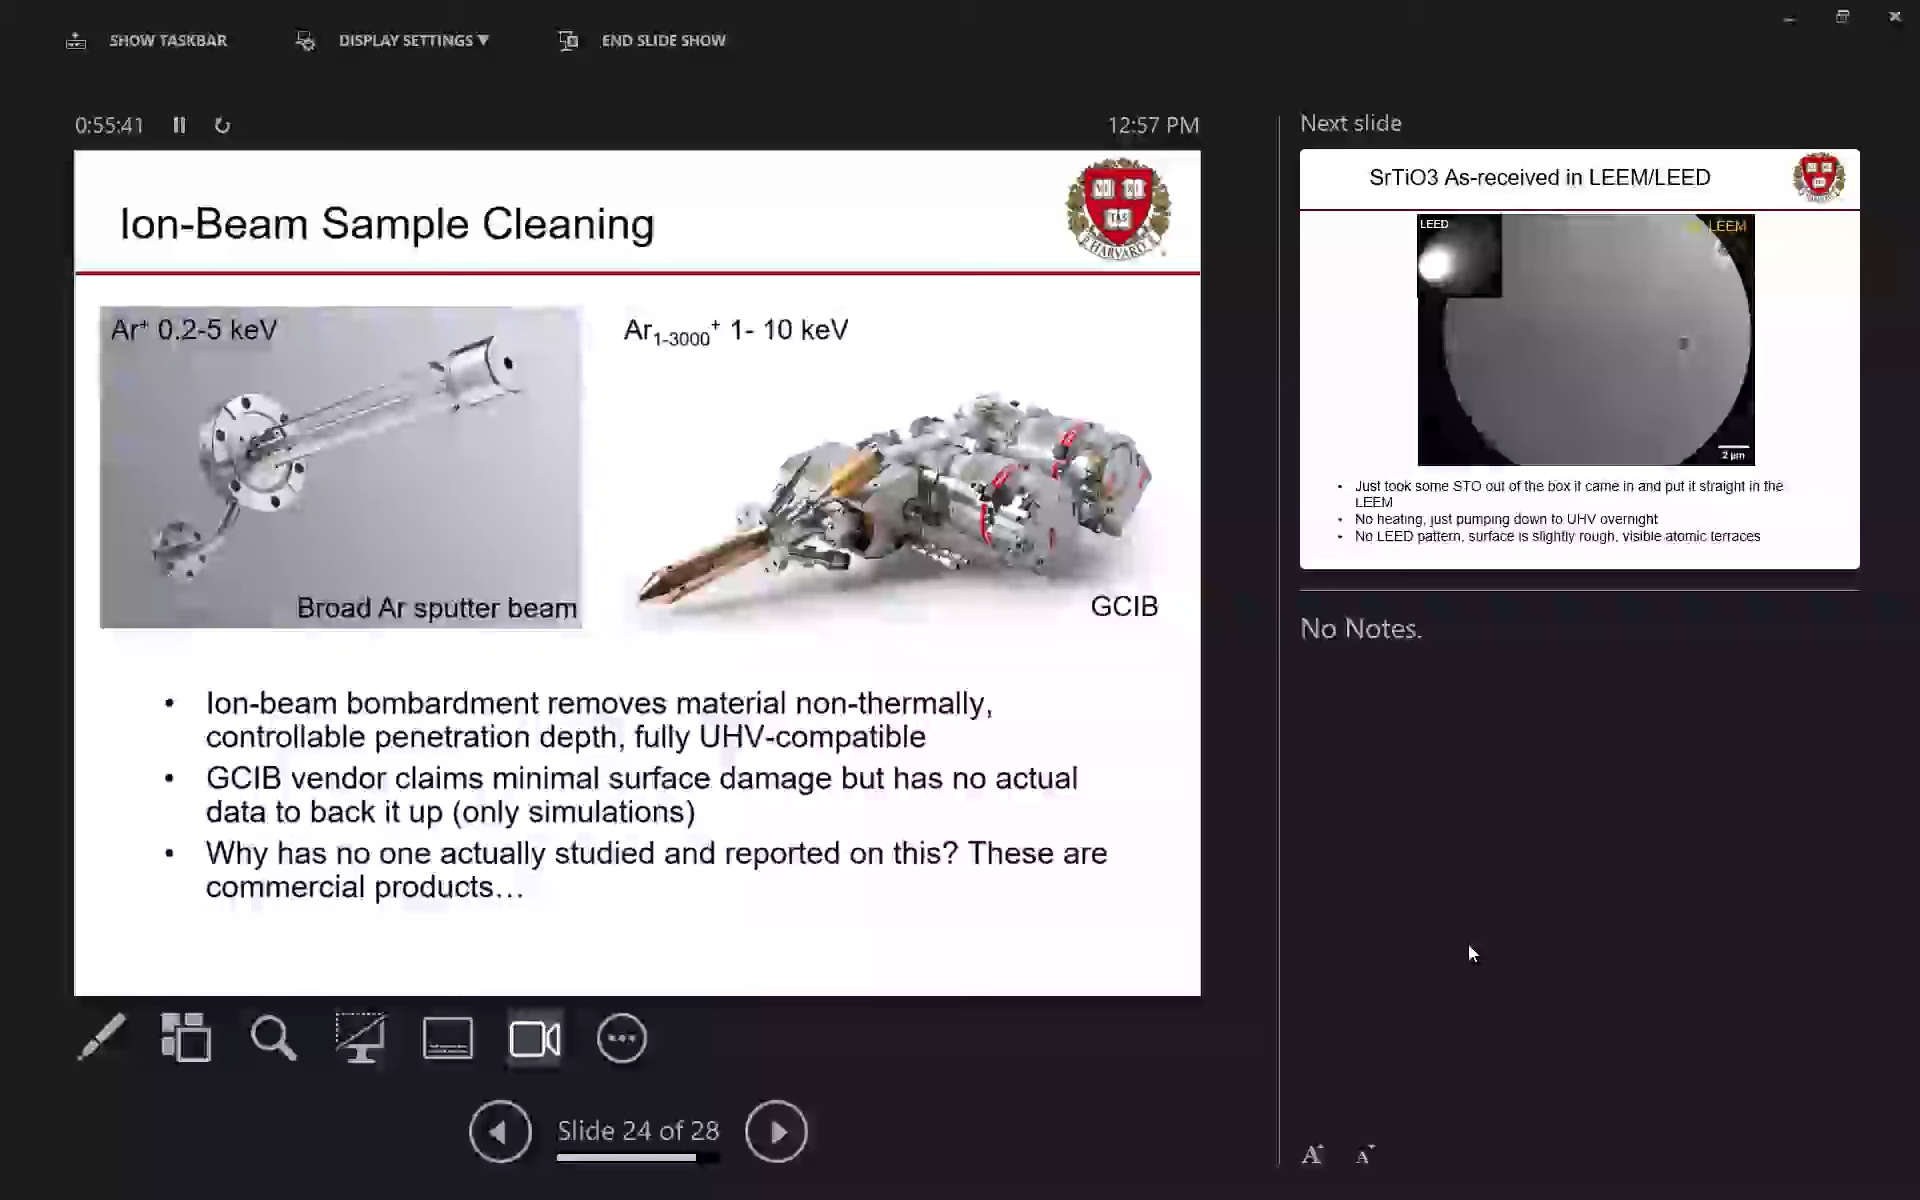 SHOW TASKBAR
DISPLAY SETTINGS ▼
END SLIDE SHOW
0:55:41
12:57 PM
Ion-Beam Sample Cleaning
VE RI TAS
HARVARD
Ar⁺ 0.2-5 keV
Broad Ar sputter beam
Ar₁₋₃₀₀₀⁺ 1- 10 keV
GCIB
• Ion-beam bombardment removes material non-thermally,
controllable penetration depth, fully UHV-compatible
• GCIB vendor claims minimal surface damage but has no actual
data to back it up (only simulations)
• Why has no one actually studied and reported on this? These are
commercial products…
Slide 24 of 28
Next slide
SrTiO3 As-received in LEEM/LEED
LEED
LEEM
2 µm
• Just took some STO out of the box it came in and put it straight in the
LEEM
• No heating, just pumping down to UHV overnight
• No LEED pattern, surface is slightly rough, visible atomic terraces
No Notes.
A A